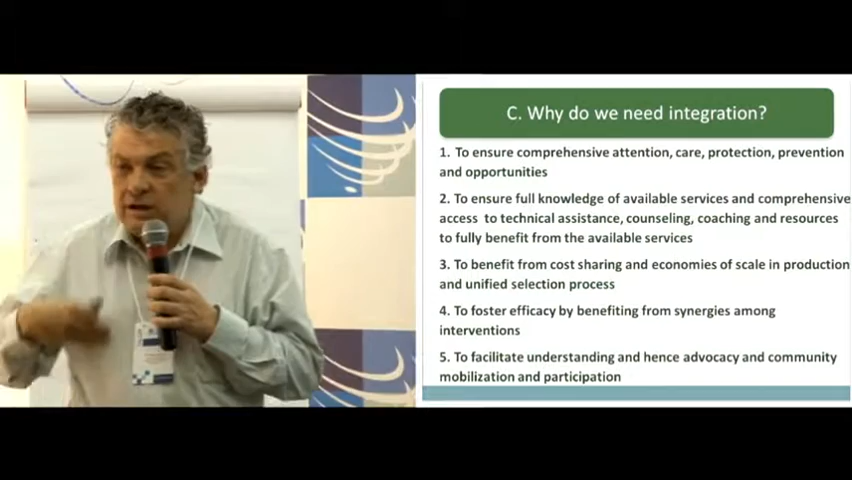 C. Why do we need integration?
1. To ensure comprehensive attention, care, protection, prevention
and opportunities
2. To ensure full knowledge of available services and comprehensive
access to technical assistance, counseling, coaching and resources
to fully benefit from the available services
3. To benefit from cost sharing and economies of scale in production
and unified selection process
4. To foster efficacy by benefiting from synergies among
interventions
5. To facilitate understanding and hence advocacy and community
mobilization and participation